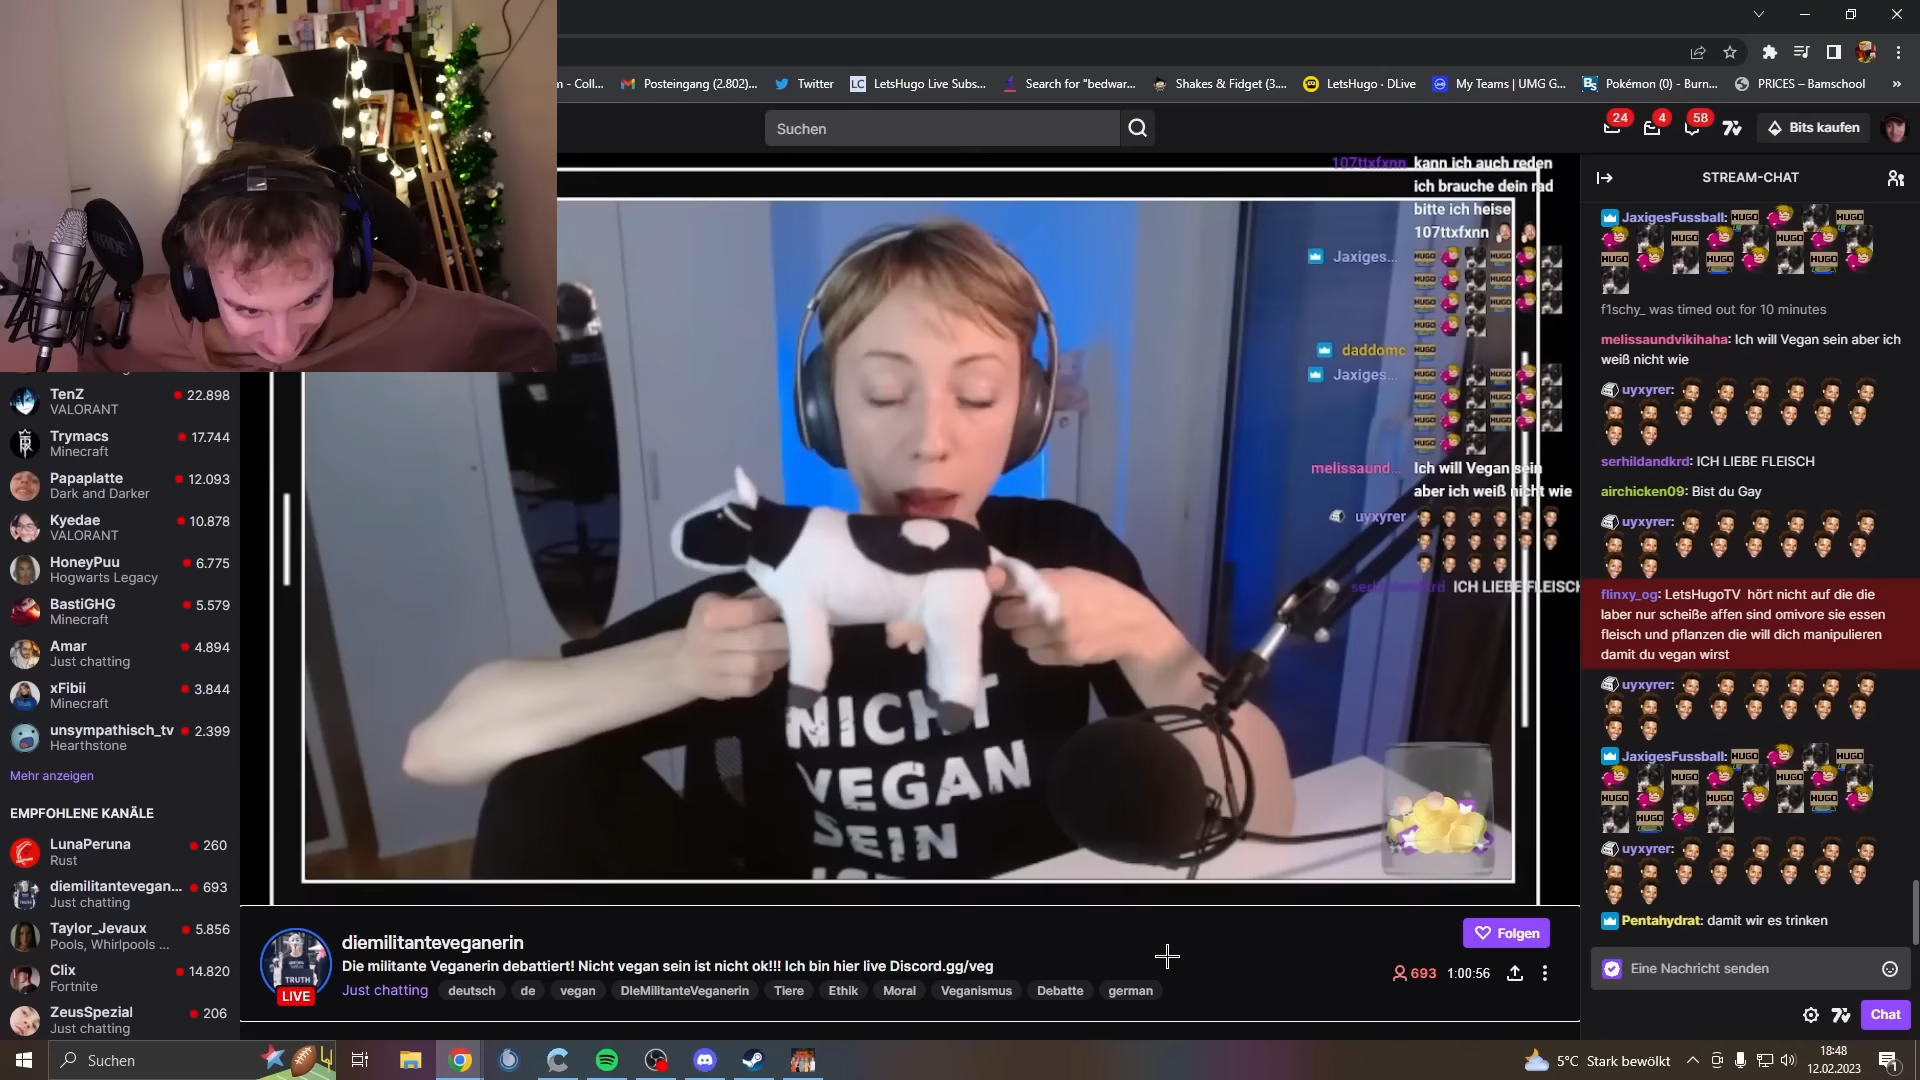 m - Coll...
Posteingang (2.802)...
Twitter
LetsHugo Live Subs...
Search for "bedwar...
Shakes & Fidget (3....
LetsHugo · DLive
My Teams | UMG G...
Pokémon (0) - Burn...
PRICES – Bamschool
»
Suchen
24
4
58
Bits kaufen
TenZ
VALORANT
22.898
Trymacs
Minecraft
17.744
Papaplatte
Dark and Darker
12.093
Kyedae
VALORANT
10.878
HoneyPuu
Hogwarts Legacy
6.775
BastiGHG
Minecraft
5.579
Amar
Just chatting
4.894
xFibii
Minecraft
3.844
unsympathisch_tv
Hearthstone
2.399
Mehr anzeigen
EMPFOHLENE KANÄLE
LunaPeruna
Rust
260
diemilitantevegan...
Just chatting
693
Taylor_Jevaux
Pools, Whirlpools ...
5.856
Clix
Fortnite
14.820
ZeusSpezial
Just chatting
206
107ttxfxnn kann ich auch reden
ich brauche dein rad
bitte ich heise
107ttxfxnn
Jaxiges...
daddomc
Jaxiges...
melissaund... Ich will Vegan sein
aber ich weiß nicht wie
uyxyrer
serhildandkrd ICH LIEBE FLEISCH
NICHT
VEGAN
SEIN
diemilitanteveganerin
Die militante Veganerin debattiert! Nicht vegan sein ist nicht ok!!! Ich bin hier live Discord.gg/veg
Just chatting
deutsch
de
vegan
DIeMilitanteVeganerin
Tiere
Ethik
Moral
Veganismus
Debatte
german
TRUTH
LIVE
Folgen
693
1:00:56
STREAM-CHAT
JaxigesFussball:
f1schy_ was timed out for 10 minutes
melissaundvikihaha: Ich will Vegan sein aber ich
weiß nicht wie
uyxyrer:
serhildandkrd: ICH LIEBE FLEISCH
airchicken09: Bist du Gay
uyxyrer:
flinxy_og: LetsHugoTV hört nicht auf die die
laber nur scheiße affen sind omivore sie essen
fleisch und pflanzen die will dich manipulieren
damit du vegan wirst
uyxyrer:
JaxigesFussball:
uyxyrer:
Pentahydrat: damit wir es trinken
Eine Nachricht senden
Chat
Suchen
5°C Stark bewölkt
18:48
12.02.2023
1